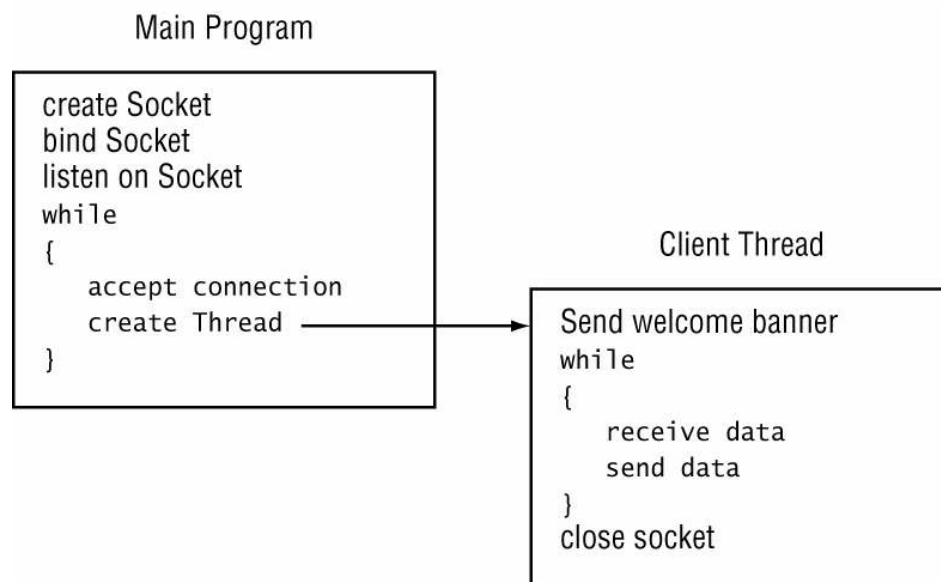 Main Program
create Socket
bind Socket
listen on Socket
while
{
accept connection
create Thread
}
Client Thread
Send welcome banner
while
{
receive data
send data
}
close socket